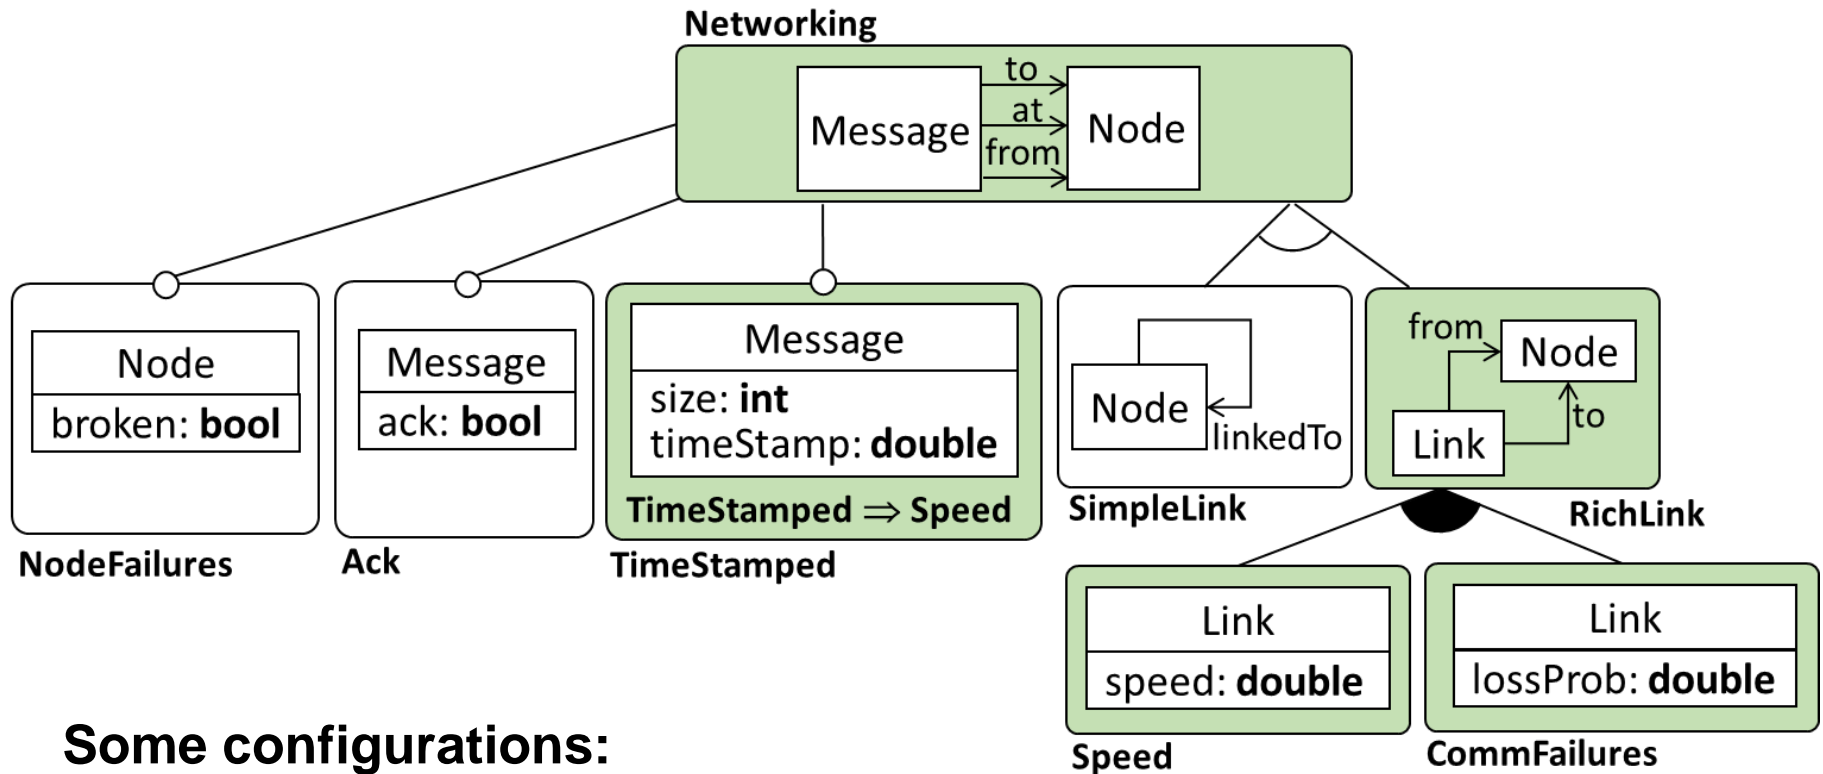 Networking
Message
to
at
from
Node
Node
broken: bool
NodeFailures
Message
ack: bool
Ack
Message
size: int
timeStamp: double
TimeStamped ⇒ Speed
TimeStamped
Node
linkedTo
SimpleLink
from
Node
to
Link
RichLink
Link
speed: double
Speed
Link
lossProb: double
CommFailures
Some configurations: